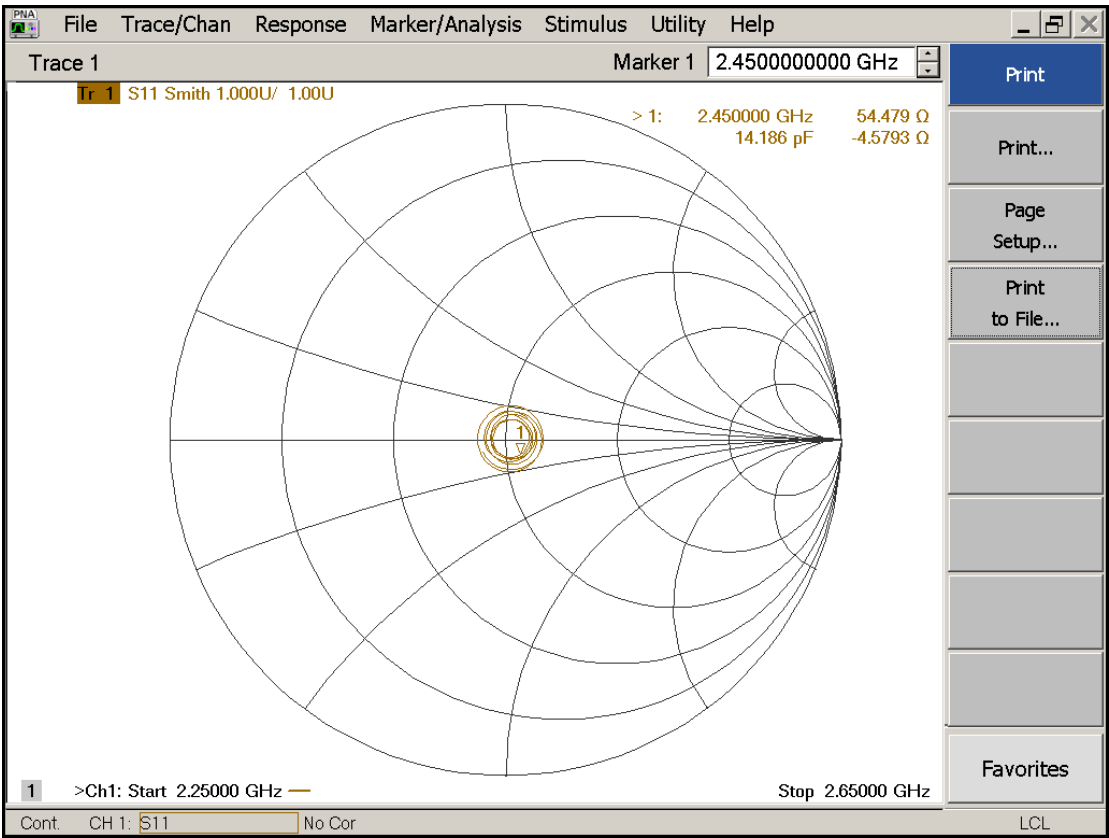 PNA
File Trace/Chan Response Marker/Analysis Stimulus Utility Help
Trace 1 Marker 1 2.4500000000 GHz
Print
Tr 1 S11 Smith 1.000U/ 1.00U
> 1: 2.450000 GHz 54.479 Ω
14.186 pF -4.5793 Ω
Print...
Page
Setup...
Print
to File...
1
Favorites
1 >Ch1: Start 2.25000 GHz Stop 2.65000 GHz
Cont. CH 1: S11 No Cor LCL